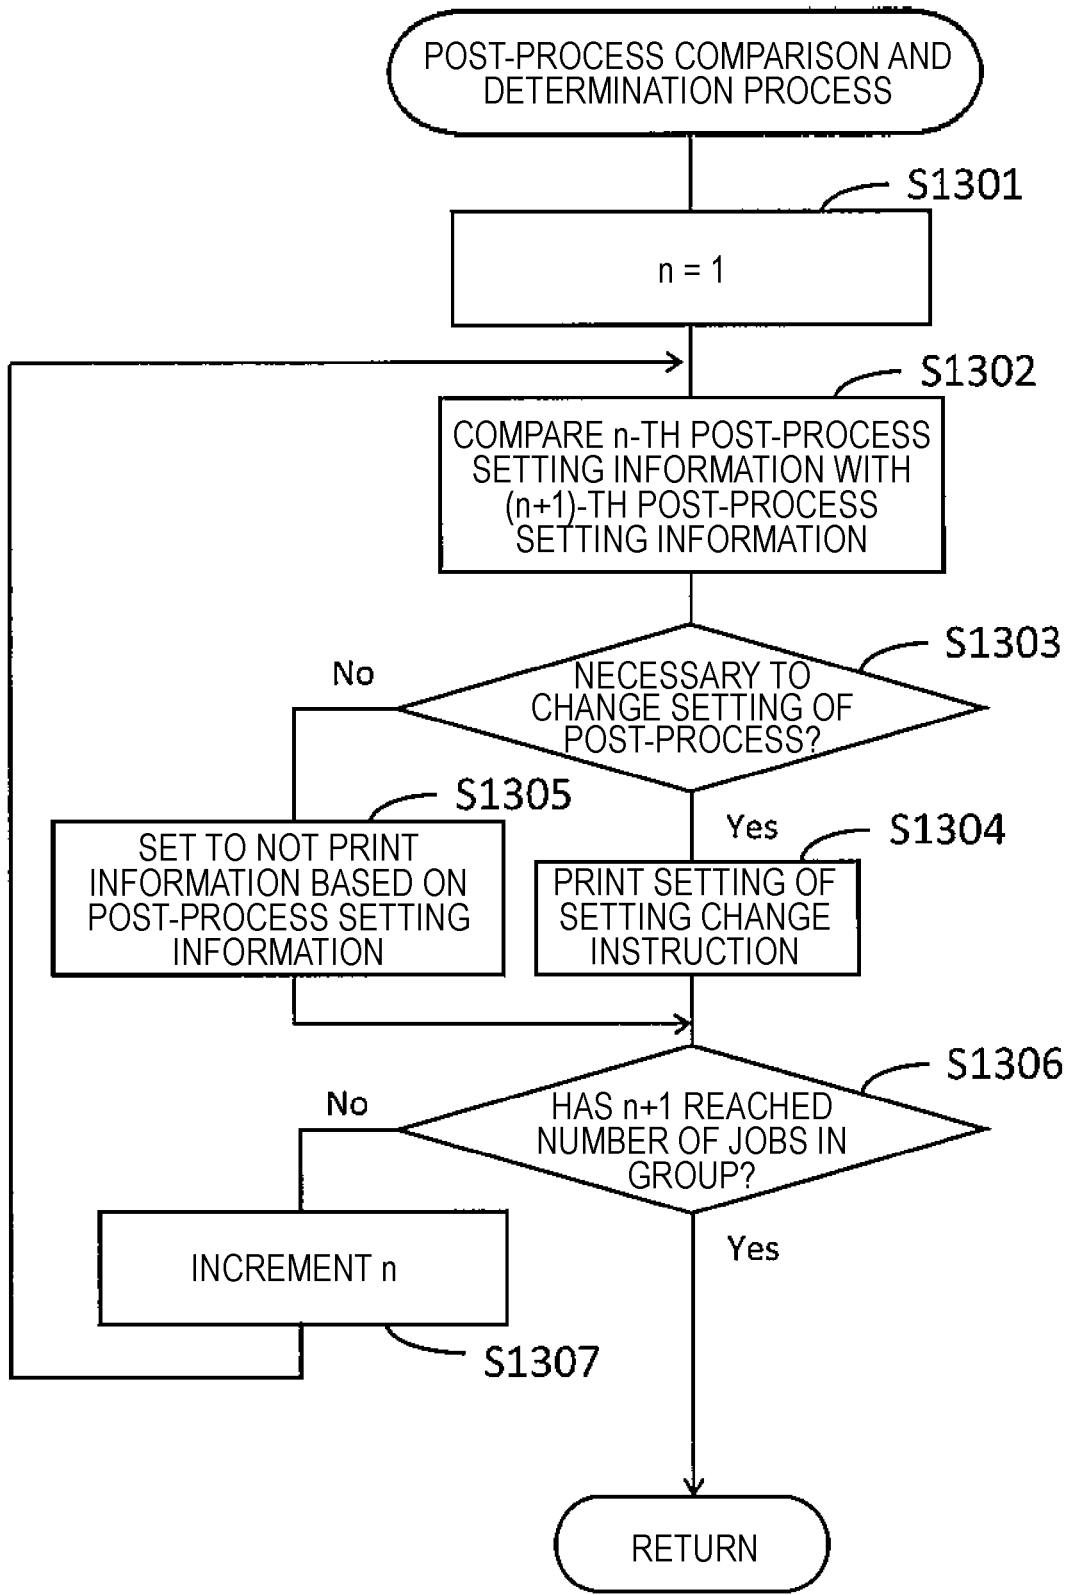 POST-PROCESS COMPARISON AND
DETERMINATION PROCESS
S1301
n = 1
S1302
COMPARE n-TH POST-PROCESS
SETTING INFORMATION WITH
(n+1)-TH POST-PROCESS
SETTING INFORMATION
S1303
No
NECESSARY TO
CHANGE SETTING OF
POST-PROCESS?
S1305
Yes
S1304
SET TO NOT PRINT
INFORMATION BASED ON
POST-PROCESS SETTING
INFORMATION
PRINT SETTING OF
SETTING CHANGE
INSTRUCTION
S1306
No
HAS n+1 REACHED
NUMBER OF JOBS IN
GROUP?
Yes
INCREMENT n
S1307
RETURN